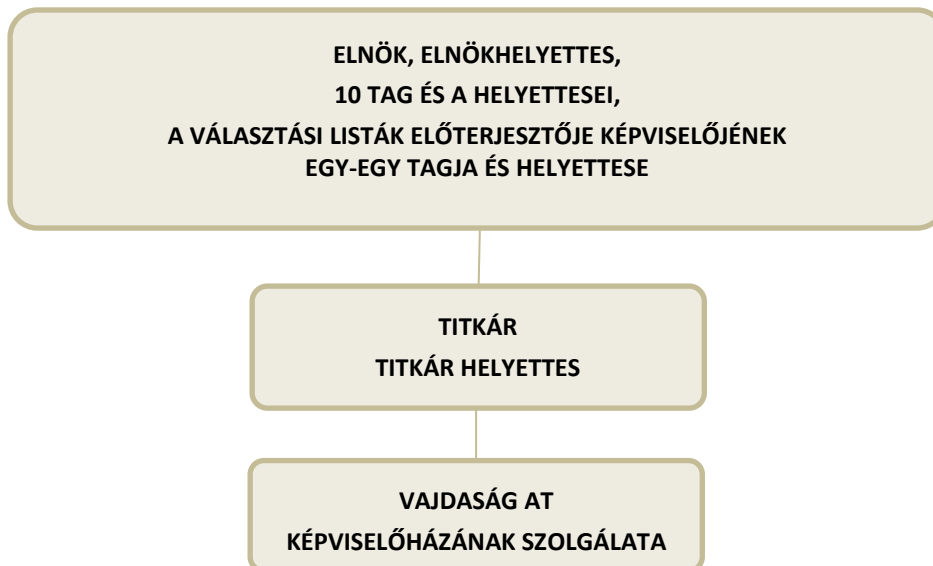 ELNÖK, ELNÖKHELYETTES,
10 TAG ÉS A HELYETTESEI,
A VÁLASZTÁSI LISTÁK ELŐTERJESZTŐJE KÉPVISELŐJÉNEK
EGY-EGY TAGJA ÉS HELYETTESE
TITKÁR
TITKÁR HELYETTES
VAJDASÁG AT
KÉPVISELŐHÁZÁNAK SZOLGÁLATA